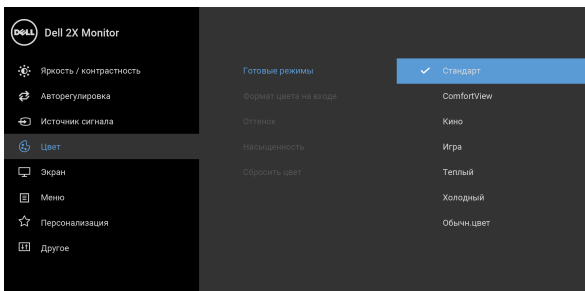 DELL
Dell 2X Monitor
Яркость / контрастность
Авторегулировка
Источник сигнала
Цвет
Экран
Меню
Персонализация
Другое
Готовые режимы
Формат цвета на входе
Оттенок
Насыщенность
Сбросить цвет
Стандарт
ComfortView
Кино
Игра
Теплый
Холодный
Обычн.цвет